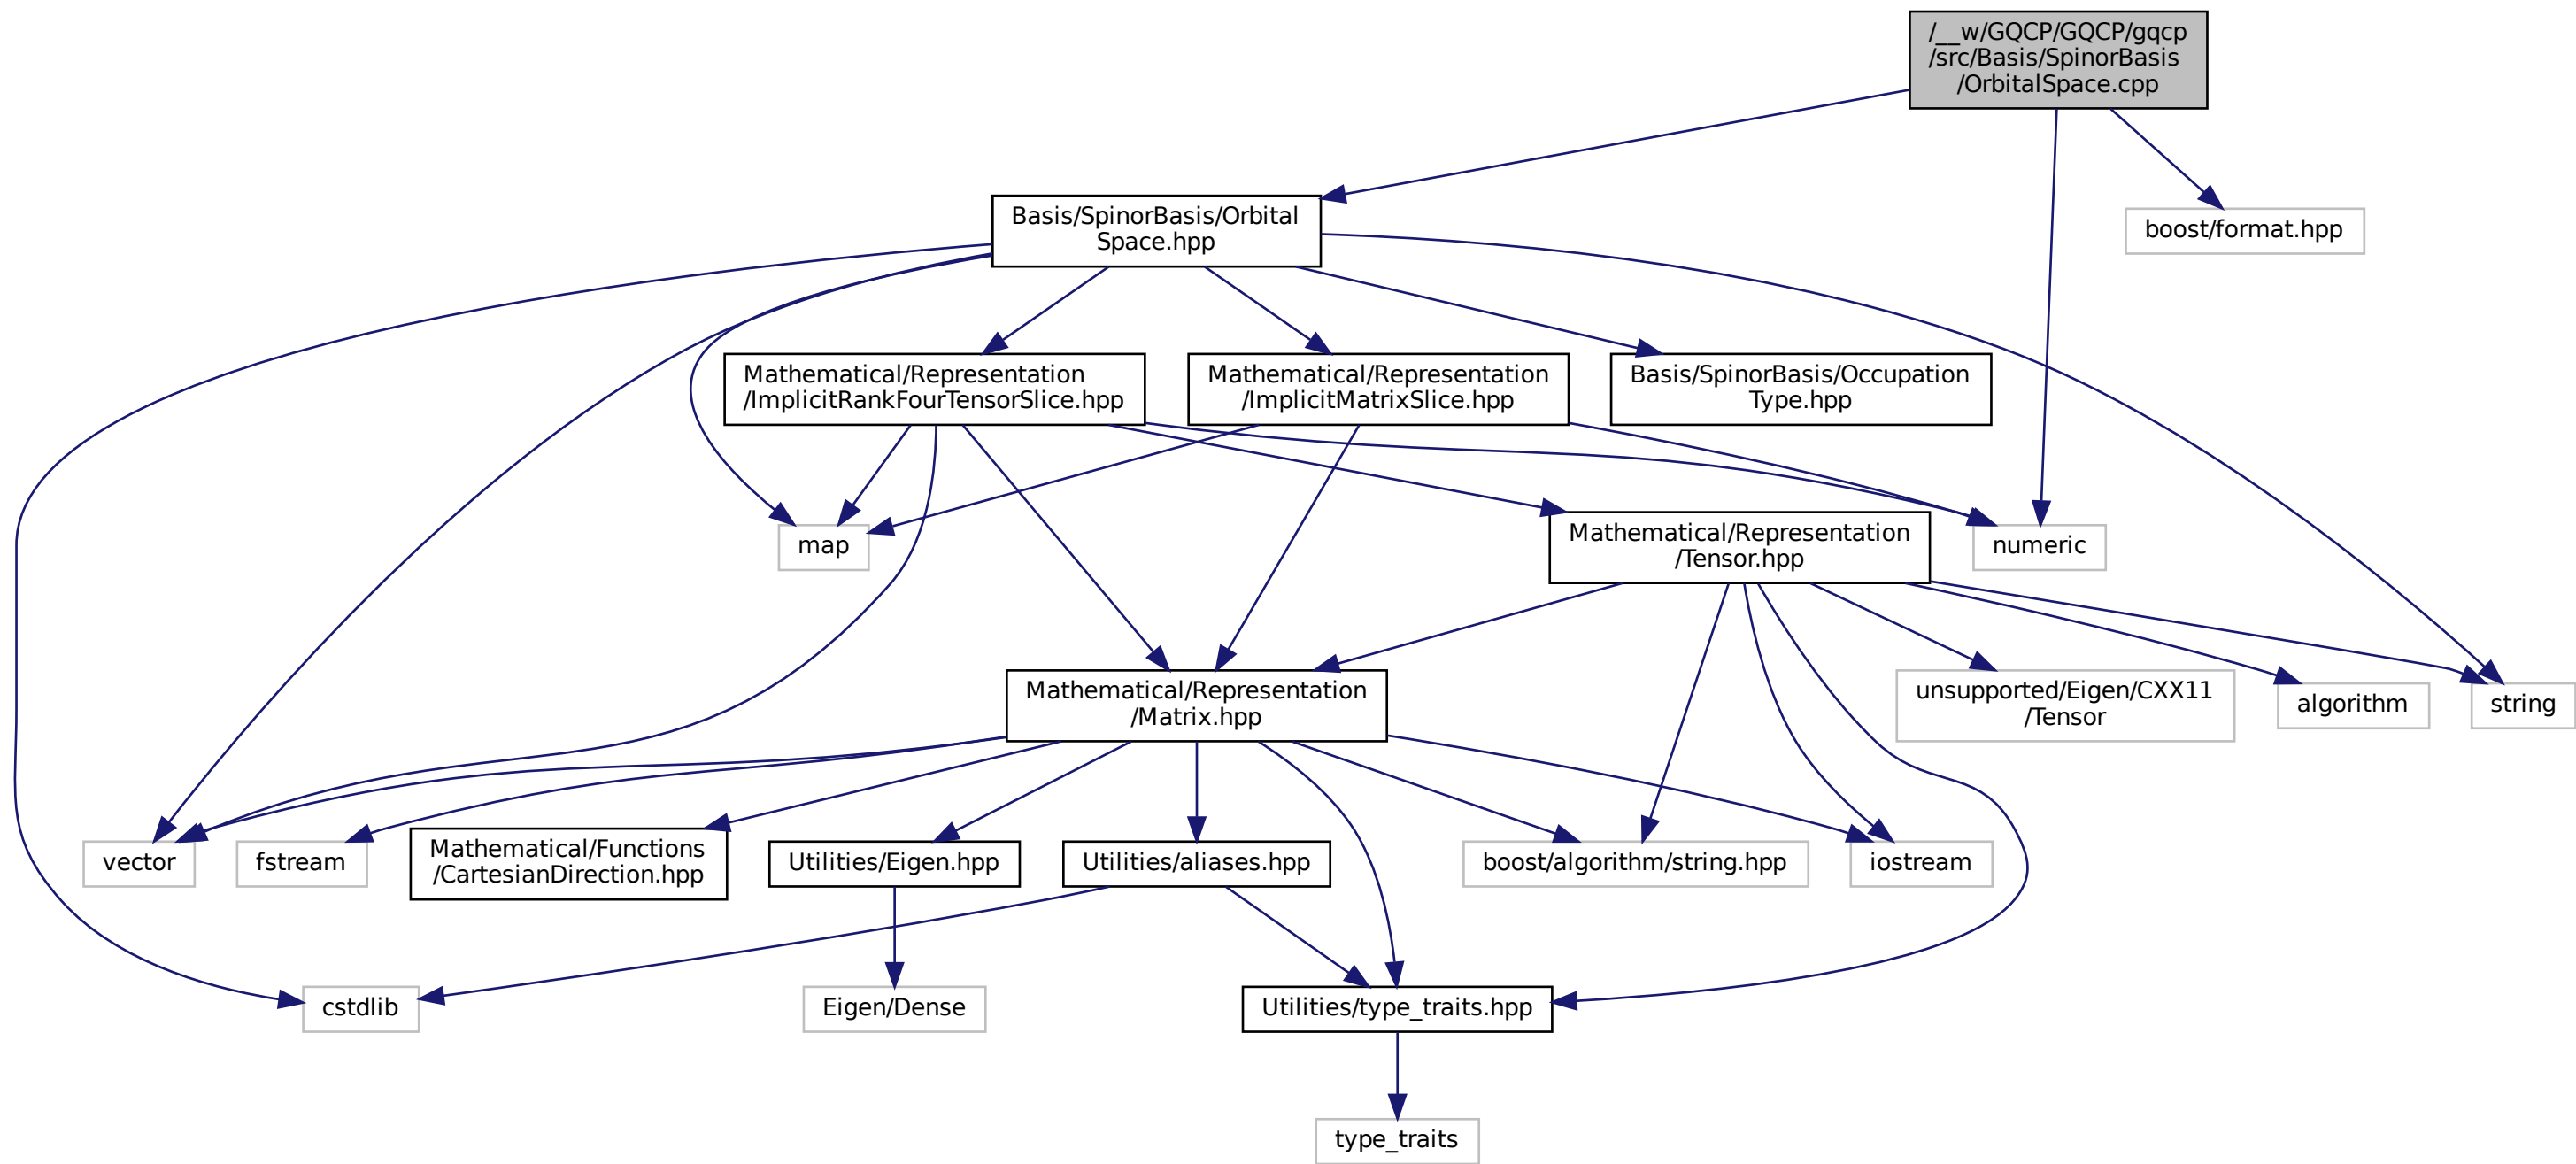 /__w/GQCP/GQCP/gqcp
/src/Basis/SpinorBasis
/OrbitalSpace.cpp
Basis/SpinorBasis/Orbital
Space.hpp
boost/format.hpp
Mathematical/Representation
/ImplicitRankFourTensorSlice.hpp
Mathematical/Representation
/ImplicitMatrixSlice.hpp
Basis/SpinorBasis/Occupation
Type.hpp
map
Mathematical/Representation
/Tensor.hpp
numeric
Mathematical/Representation
/Matrix.hpp
unsupported/Eigen/CXX11
/Tensor
algorithm
string
vector
fstream
Mathematical/Functions
/CartesianDirection.hpp
Utilities/Eigen.hpp
Utilities/aliases.hpp
boost/algorithm/string.hpp
iostream
cstdlib
Eigen/Dense
Utilities/type_traits.hpp
type_traits